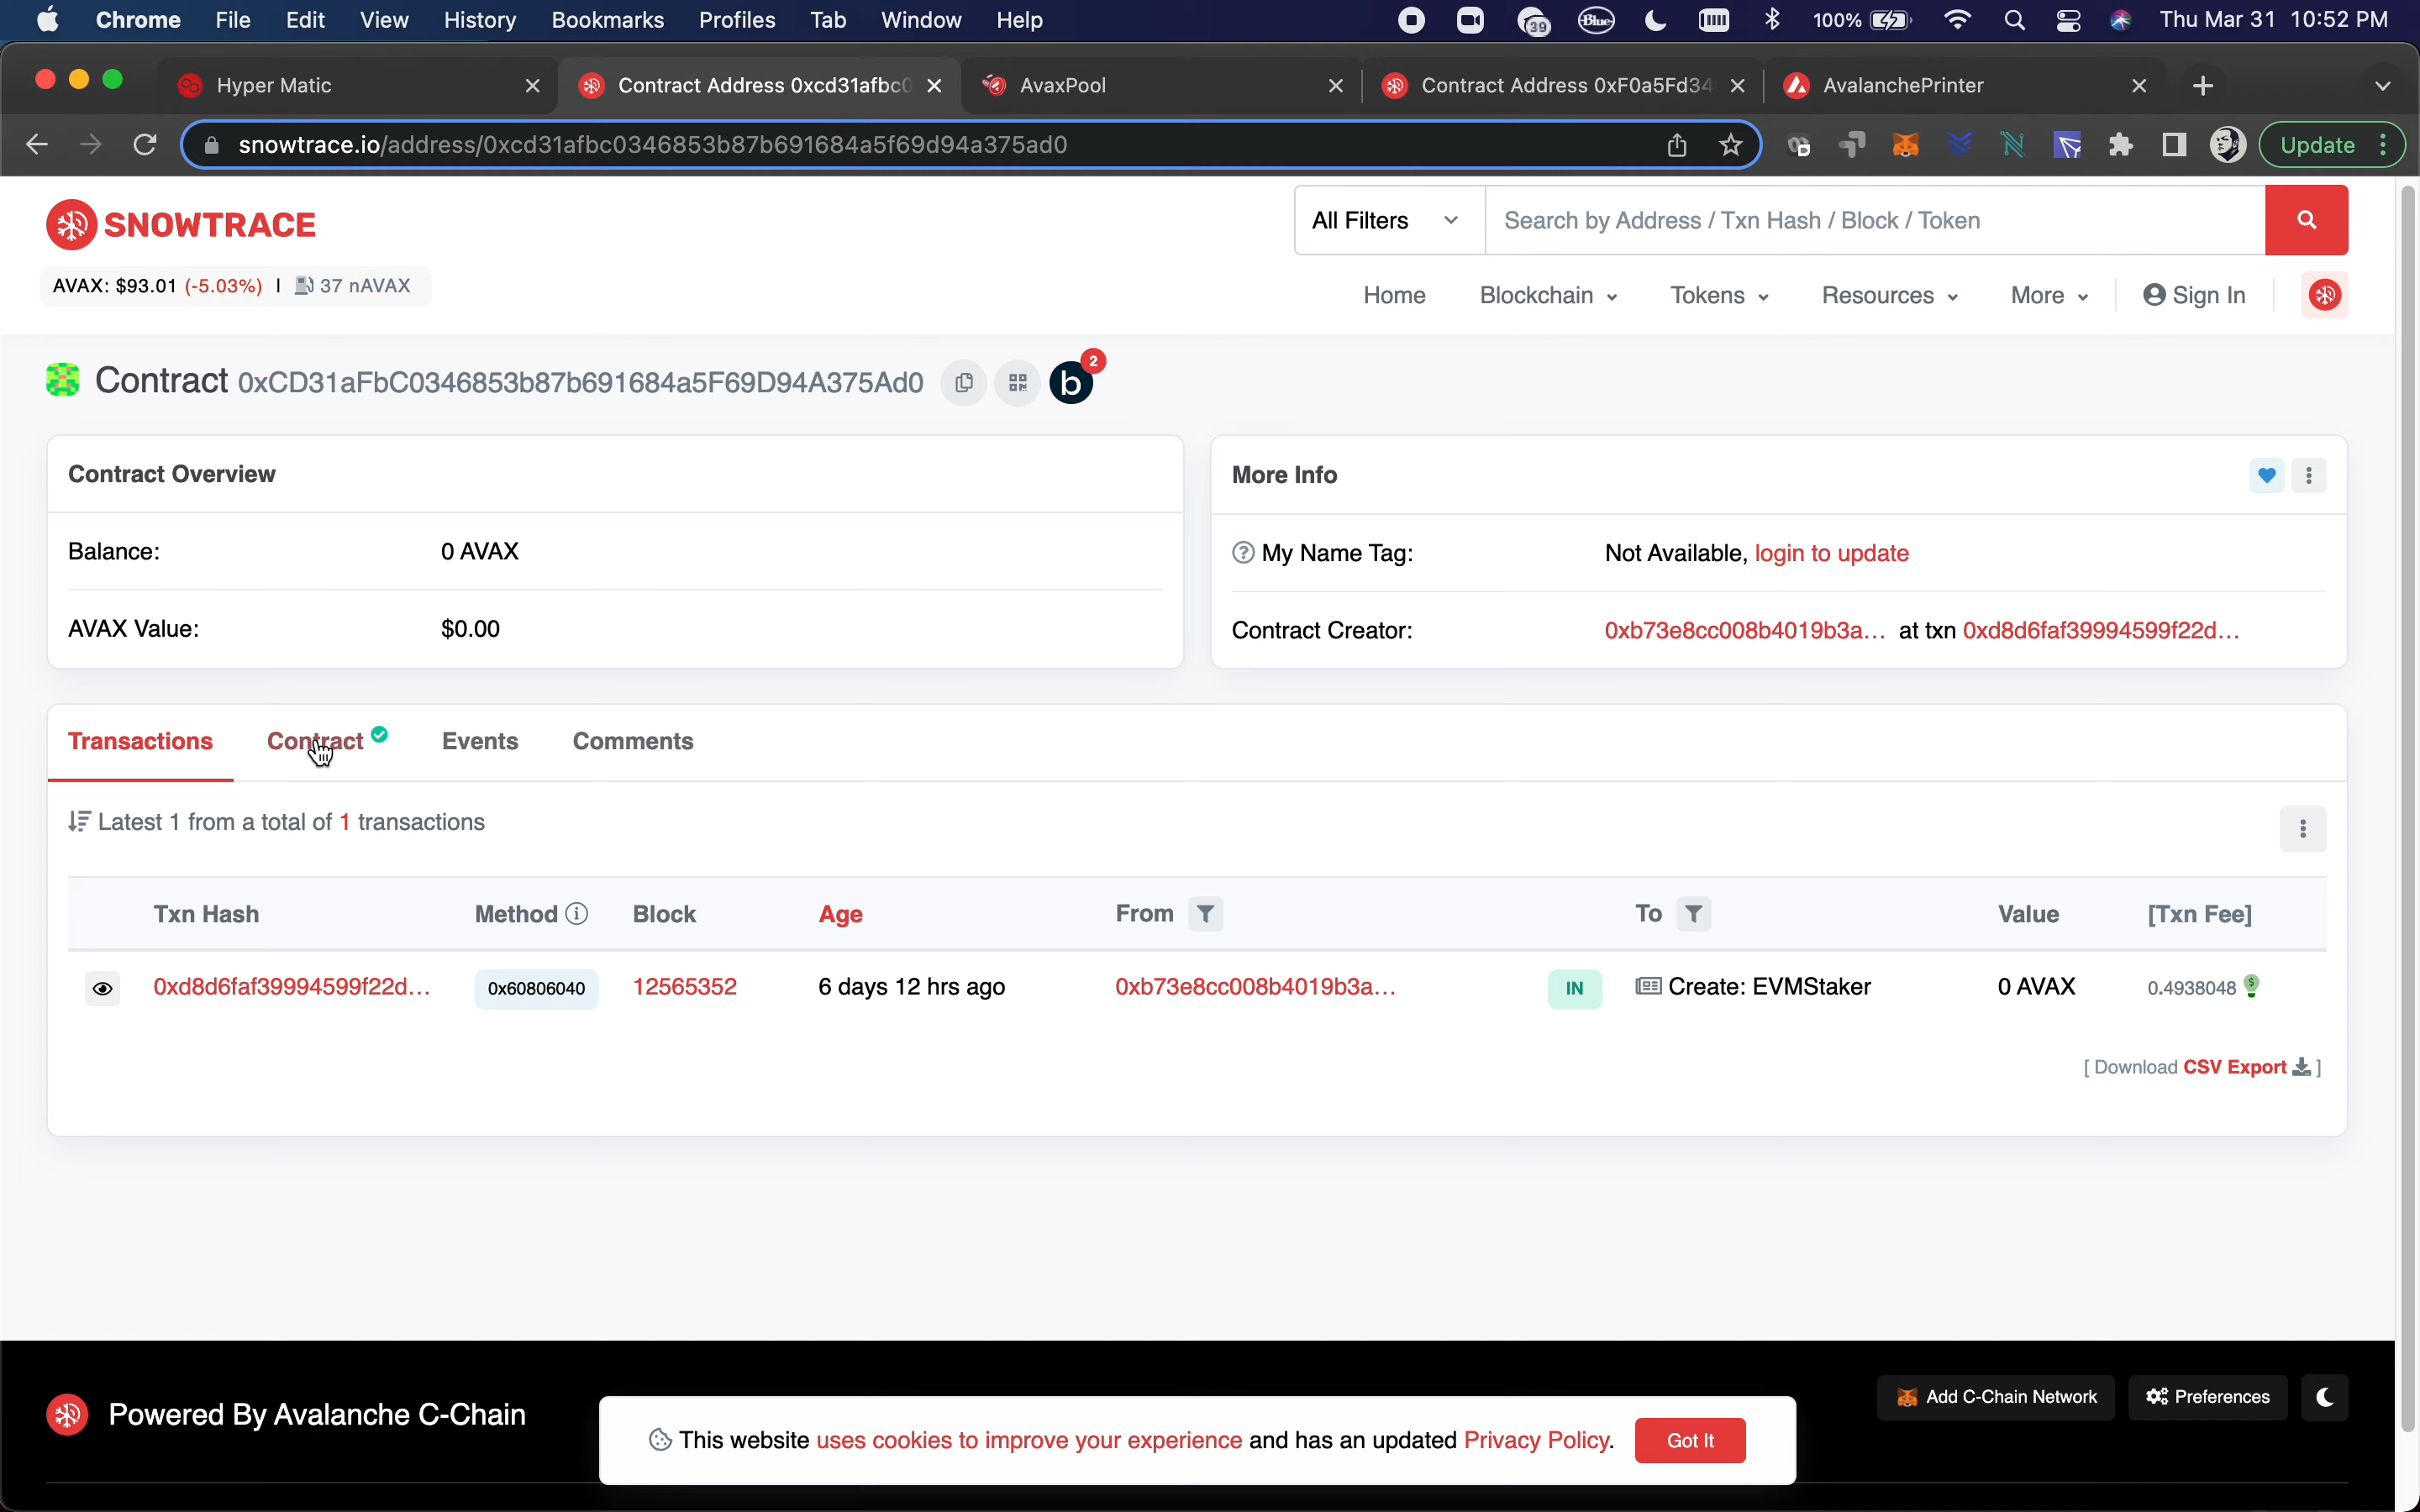 Chrome File Edit View History Bookmarks Profiles Tab Window Help 39 Blue 100% Thu Mar 31 10:52 PM
Hyper Matic Contract Address 0xcd31afbc0 AvaxPool Contract Address 0xF0a5Fd34 AvalanchePrinter
snowtrace.io/address/0xcd31afbc0346853b87b691684a5f69d94a375ad0 Update
SNOWTRACE
All Filters Search by Address / Txn Hash / Block / Token
AVAX: $93.01 (-5.03%) | 37 nAVAX
Home Blockchain Tokens Resources More Sign In
Contract 0xCD31aFbC0346853b87b691684a5F69D94A375Ad0 b 2
Contract Overview
Balance: 0 AVAX
AVAX Value: $0.00
More Info
My Name Tag: Not Available, login to update
Contract Creator: 0xb73e8cc008b4019b3a... at txn 0xd8d6faf39994599f22d...
Transactions Contract Events Comments
Latest 1 from a total of 1 transactions
Txn Hash Method Block Age From To Value [Txn Fee]
0xd8d6faf39994599f22d... 0x60806040 12565352 6 days 12 hrs ago 0xb73e8cc008b4019b3a... IN Create: EVMStaker 0 AVAX 0.4938048
[ Download CSV Export ]
Powered By Avalanche C-Chain
Add C-Chain Network Preferences
This website uses cookies to improve your experience and has an updated Privacy Policy. Got It